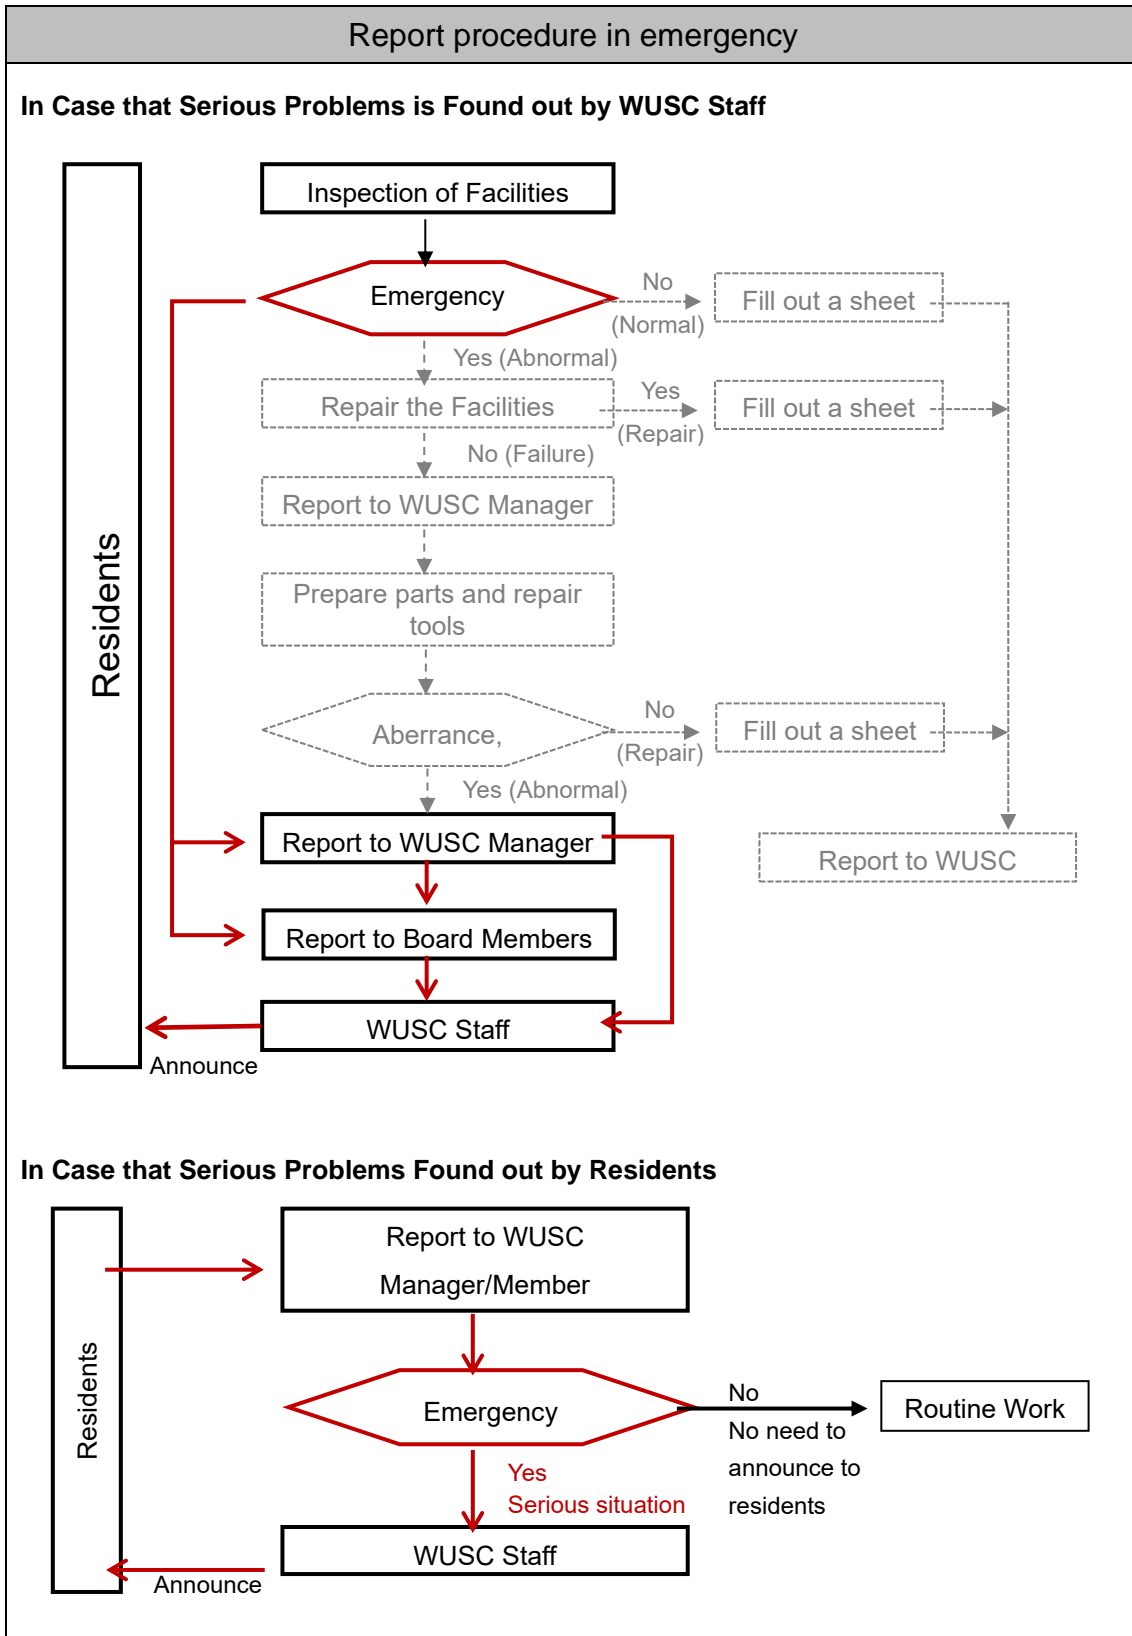 Report procedure in emergency
In Case that Serious Problems is Found out by WUSC Staff
Residents
Inspection of Facilities
Emergency
No
(Normal)
Fill out a sheet
Yes (Abnormal)
Repair the Facilities
Yes
(Repair)
Fill out a sheet
No (Failure)
Report to WUSC Manager
Prepare parts and repair
tools
Aberrance,
No
(Repair)
Fill out a sheet
Yes (Abnormal)
Report to WUSC Manager
Report to WUSC
Report to Board Members
WUSC Staff
Announce
In Case that Serious Problems Found out by Residents
Residents
Report to WUSC
Manager/Member
Emergency
No
No need to
announce to
residents
Routine Work
Yes
Serious situation
WUSC Staff
Announce